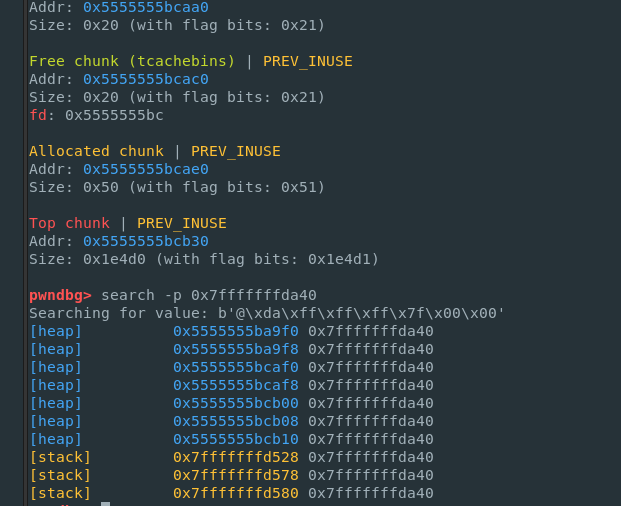 Addr: 0x5555555bcaa0
Size: 0x20 (with flag bits: 0x21)
Free chunk (tcachebins) | PREV_INUSE
Addr: 0x5555555bcac0
Size: 0x20 (with flag bits: 0x21)
fd: 0x5555555bc
Allocated chunk | PREV_INUSE
Addr: 0x5555555bcae0
Size: 0x50 (with flag bits: 0x51)
Top chunk | PREV_INUSE
Addr: 0x5555555bcb30
Size: 0x1e4d0 (with flag bits: 0x1e4d1)
pwndbg> search -p 0x7fffffffda40
Searching for value: b'@\xda\xff\xff\xff\x7f\x00\x00'
[heap] 0x5555555ba9f0 0x7fffffffda40
[heap] 0x5555555ba9f8 0x7fffffffda40
[heap] 0x5555555bcaf0 0x7fffffffda40
[heap] 0x5555555bcaf8 0x7fffffffda40
[heap] 0x5555555bcb00 0x7fffffffda40
[heap] 0x5555555bcb08 0x7fffffffda40
[heap] 0x5555555bcb10 0x7fffffffda40
[stack] 0x7fffffffd528 0x7fffffffda40
[stack] 0x7fffffffd578 0x7fffffffda40
[stack] 0x7fffffffd580 0x7fffffffda40